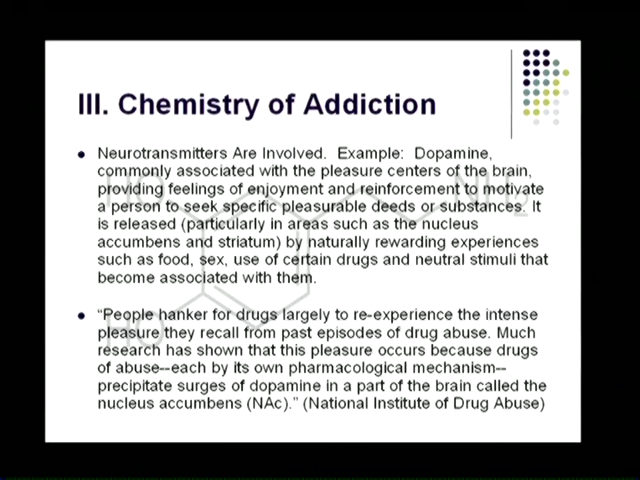 III. Chemistry of Addiction
Neurotransmitters Are Involved. Example: Dopamine,
commonly associated with the pleasure centers of the brain,
providing feelings of enjoyment and reinforcement to motivate
a person to seek specific pleasurable deeds or substances. It
is released (particularly in areas such as the nucleus
accumbens and striatum) by naturally rewarding experiences
such as food, sex, use of certain drugs and neutral stimuli that
become associated with them.
“People hanker for drugs largely to re-experience the intense
pleasure they recall from past episodes of drug abuse. Much
research has shown that this pleasure occurs because drugs
of abuse--each by its own pharmacological mechanism--
precipitate surges of dopamine in a part of the brain called the
nucleus accumbens (NAc).” (National Institute of Drug Abuse)
HO
NH2
HO